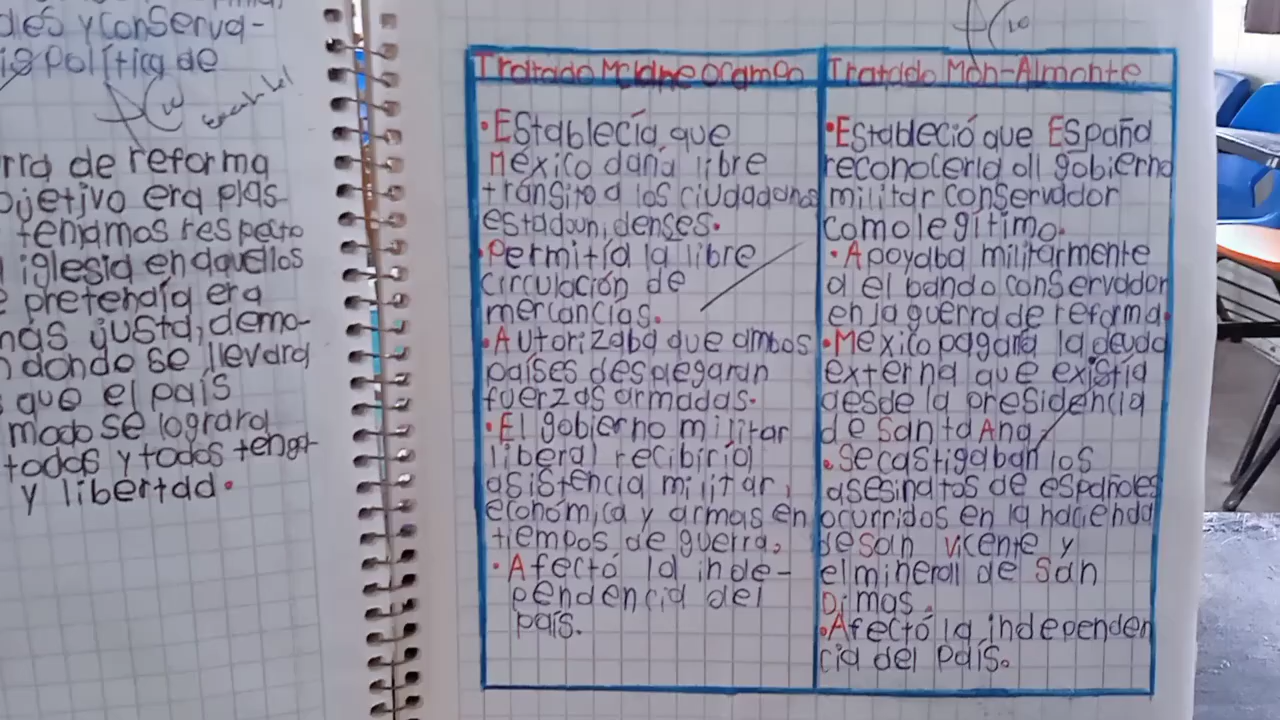 ales y conserva-
política de
rra de reforma
bjetivo era plas-
teníamos respecto
iglesia en aquellos
e pretendía era
mas justa, demo-
donde se llevara
s que el país
modo se lograra
todos y todos tenga-
y libertad.
Tratado Mclane Ocampo
•Establecía que
México daría libre
tránsito a los ciudadanos
estadounidenses.
•Permitía la libre
circulación de
mercancías.
•Autorizaba que ambos
países desplegaran
fuerzas armadas.
•El gobierno militar
liberal recibiría
asistencia militar,
económica y armas en
tiempos de guerra.
•Afectó la inde-
pendencia del
país.
Tratado Mon-Almonte
•Estableció que España
reconocería al gobierno
militar conservador
como legítimo.
•Apoyaba militarmente
a el bando conservador
en la guerra de reforma.
•México pagaría la deuda
externa que existía
desde la presidencia
de Santa Ana
•Se castigaban los
asesinatos de españoles
ocurridos en la hacienda
de San Vicente y
el mineral de San
Dimas.
•Afectó la independen
cia del país.